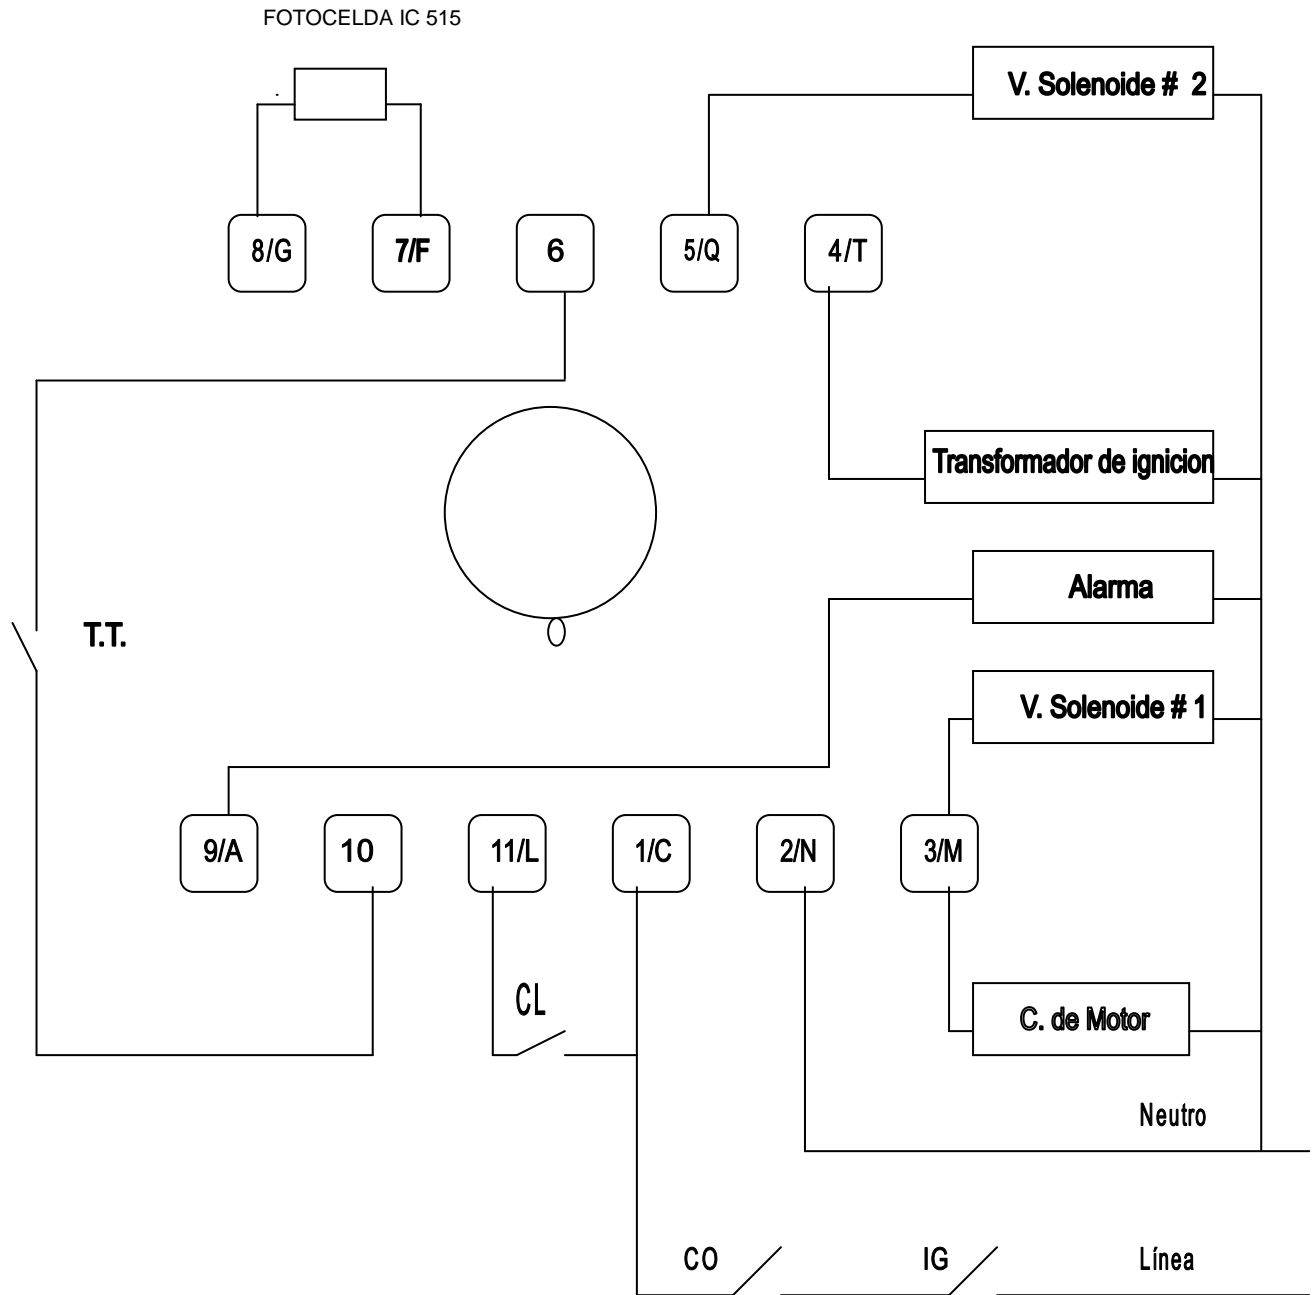 FOTOCELDA IC 515
V. Solenoide # 2
8/G
7/F
6
5/Q
4/T
Transformador de ignicion
Alarma
T.T.
V. Solenoide # 1
9/A
10
11/L
1/C
2/N
3/M
CL
C. de Motor
Neutro
CO
IG
Línea